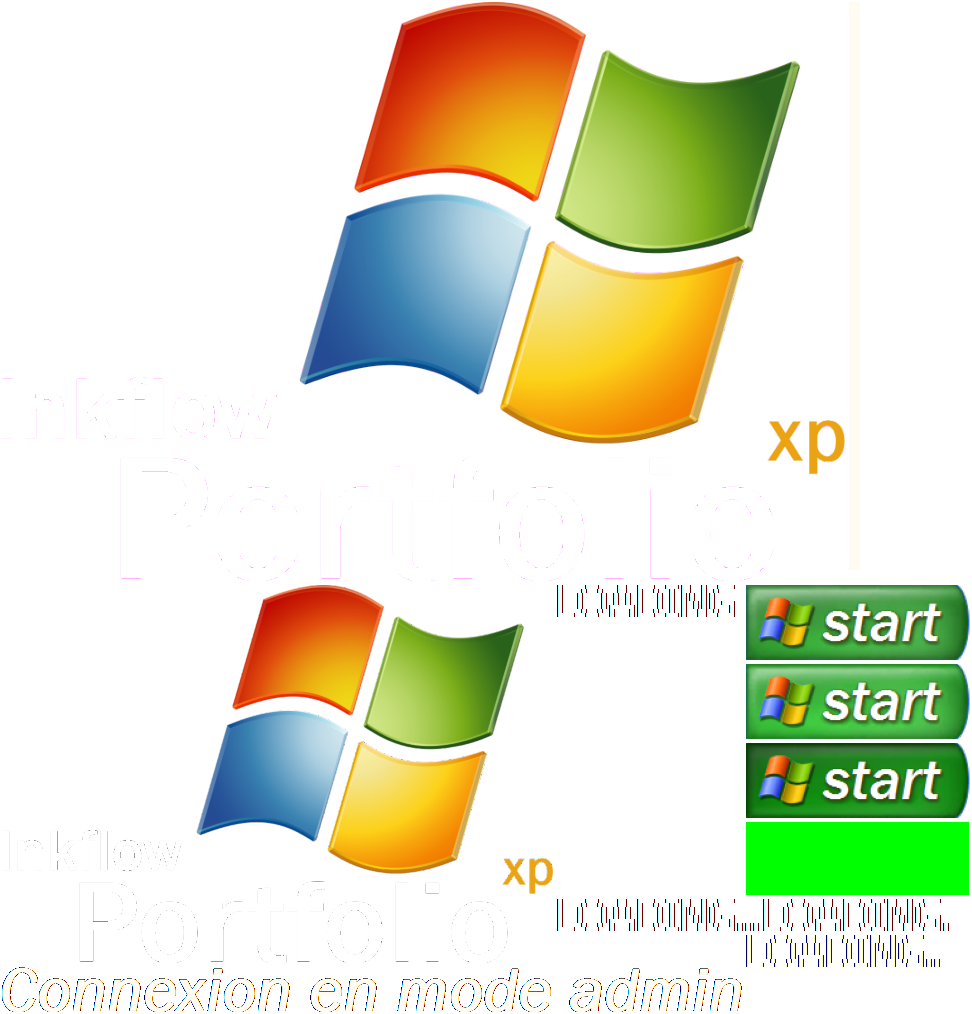 Inkflow
xp
Portfolio
start
start
start
Inkflow
xp
Portfolio
Connexion en mode admin